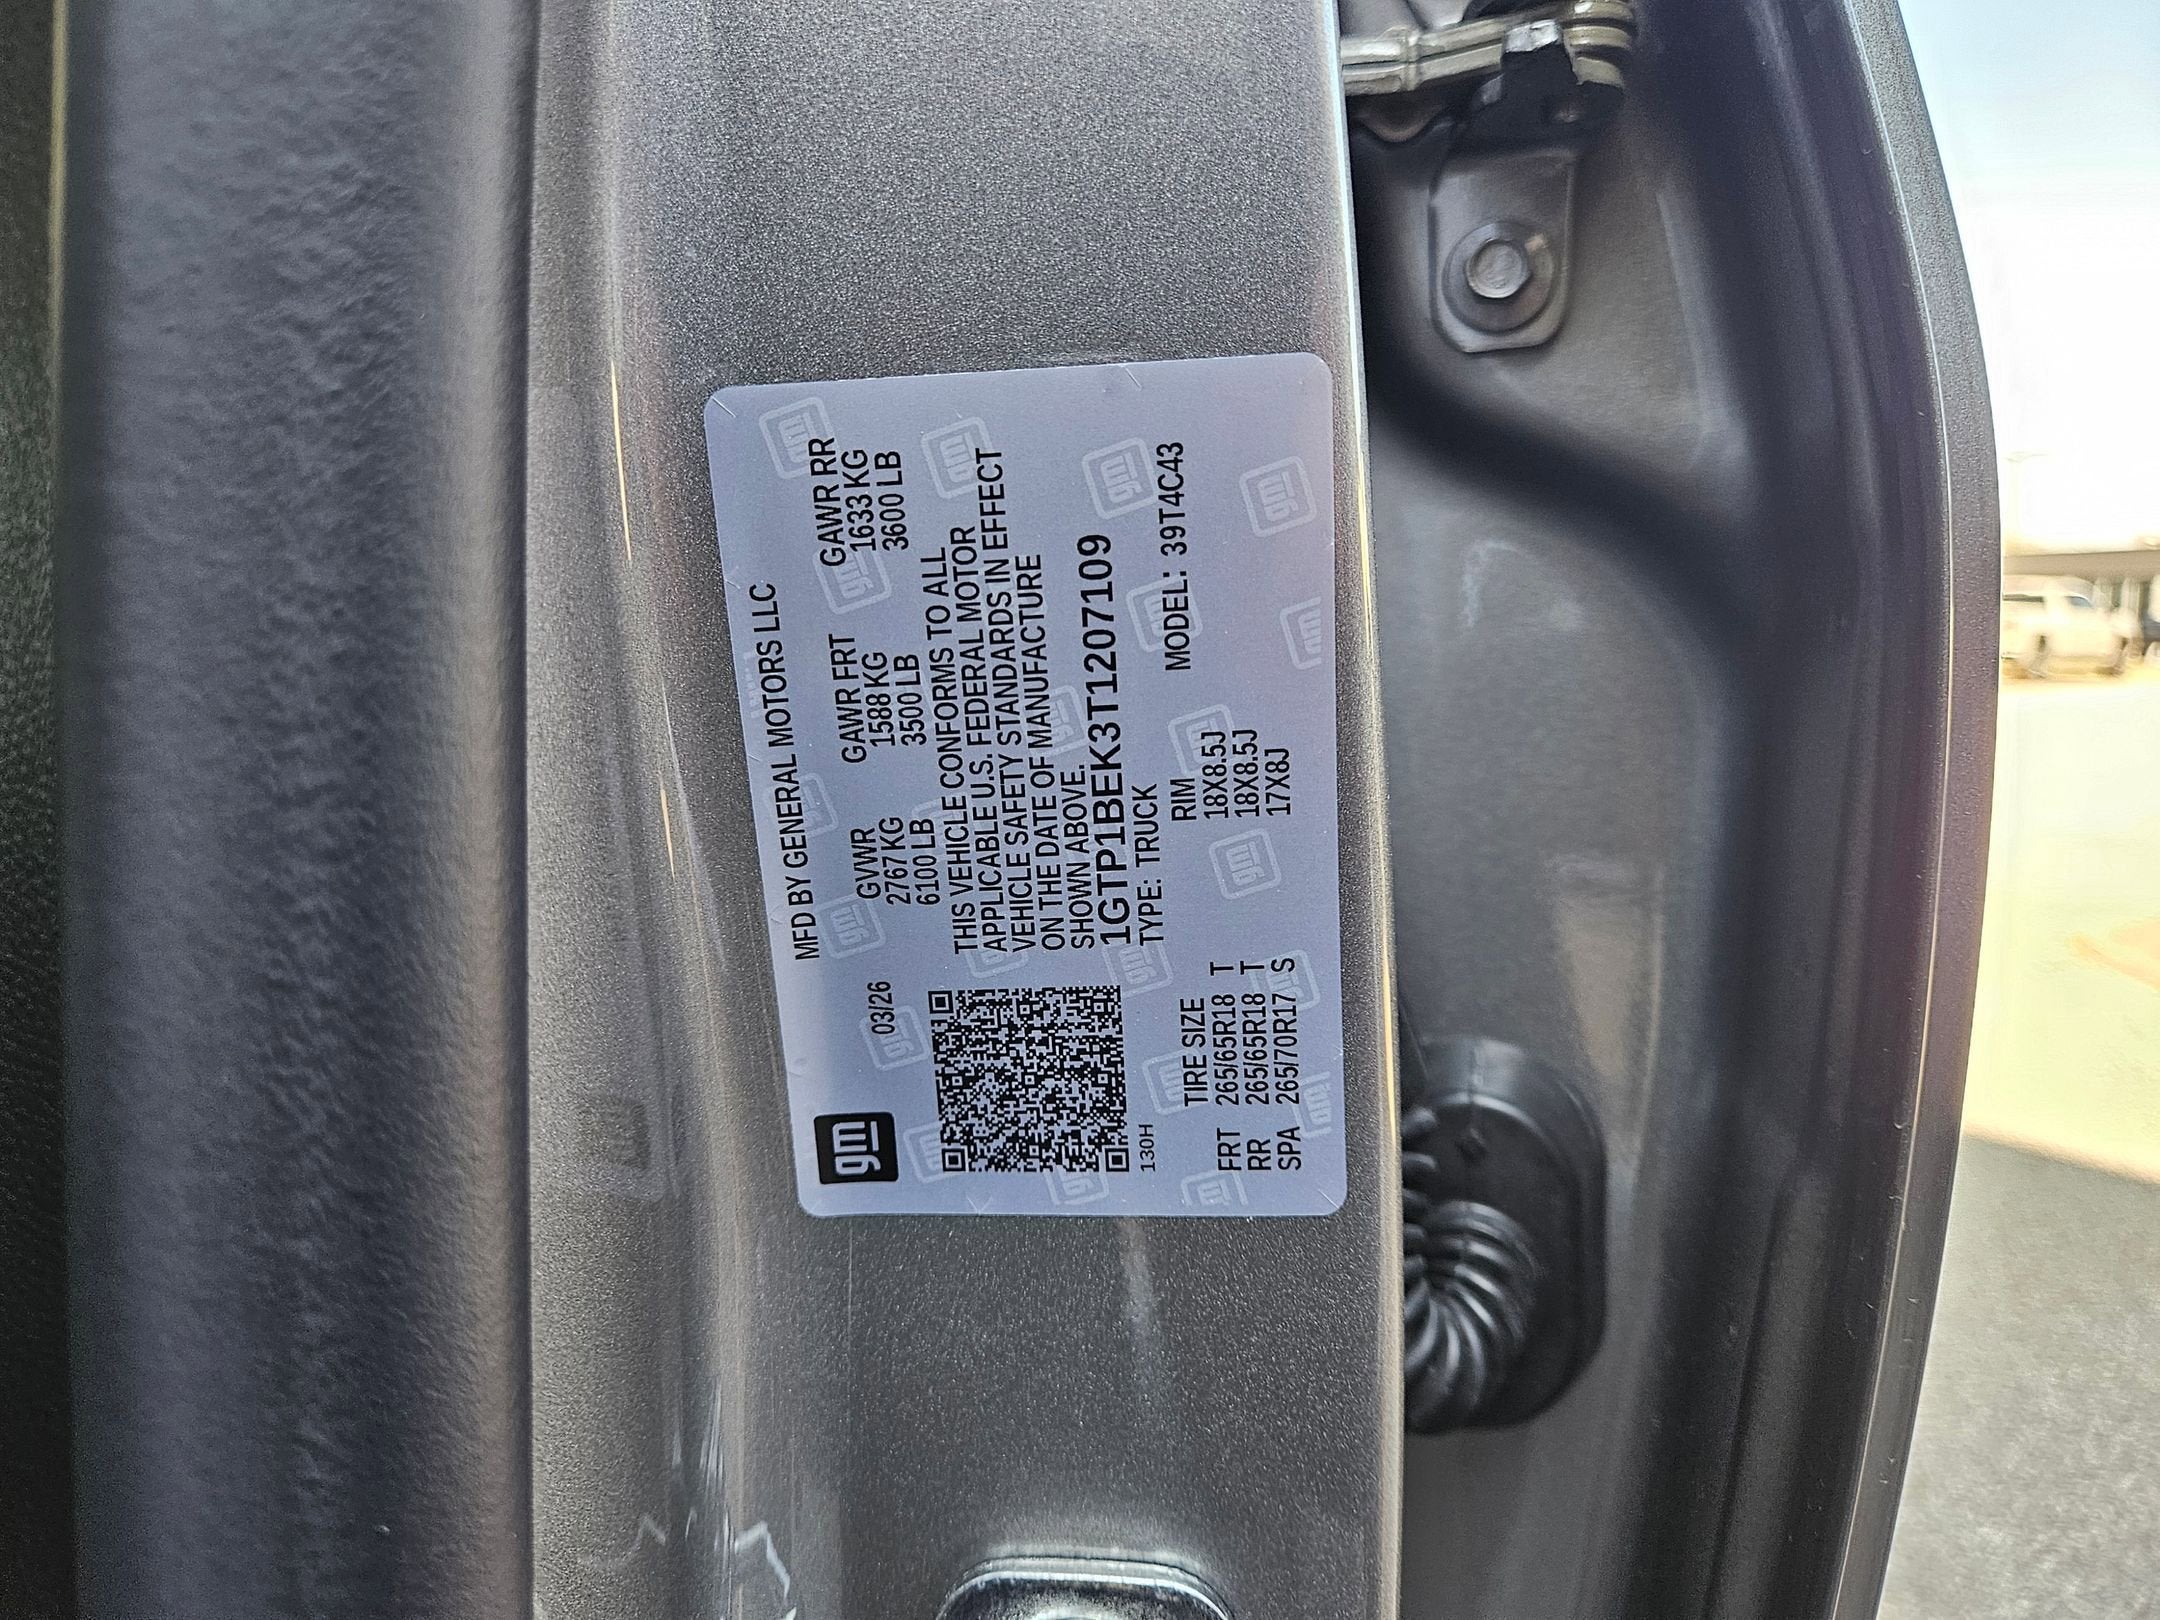 gm
03/26
MFD BY GENERAL MOTORS LLC
GVWR GAWR FRT GAWR RR
2767 KG 1588 KG 1633 KG
6100 LB 3500 LB 3600 LB
THIS VEHICLE CONFORMS TO ALL
APPLICABLE U.S. FEDERAL MOTOR
VEHICLE SAFETY STANDARDS IN EFFECT
ON THE DATE OF MANUFACTURE
SHOWN ABOVE.
1GTP1BEK3T1207109
TYPE: TRUCK MODEL: 39T4C43
130H
TIRE SIZE RIM
FRT 265/65R18 T 18X8.5J
RR 265/65R18 T 18X8.5J
SPA 265/70R17 S 17X8J